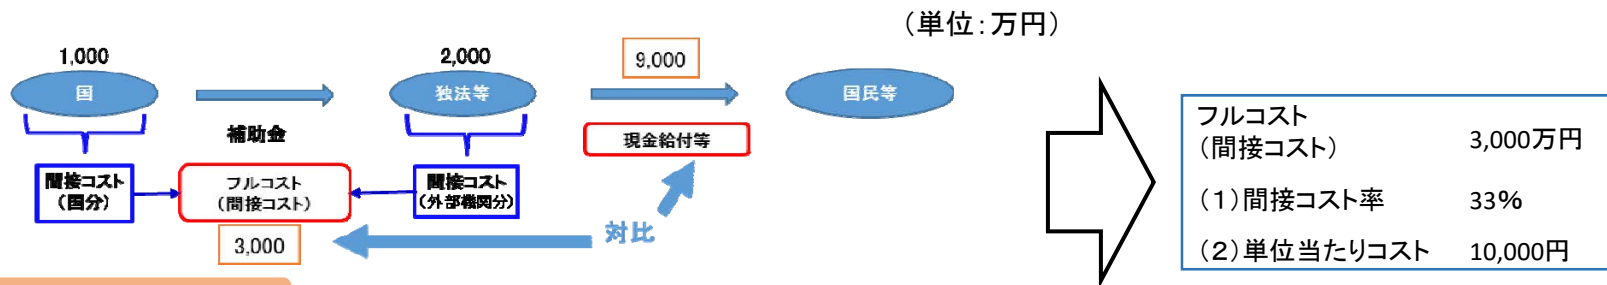 （単位：万円）
1,000
2,000
9,000
国
独法等
国民等
補助金
現金給付等
間接コスト
（国分）
フルコスト
（間接コスト）
間接コスト
（外部機関分）
3,000
対比
フルコスト
（間接コスト） 3,000万円
（1）間接コスト率 33%
（2）単位当たりコスト 10,000円